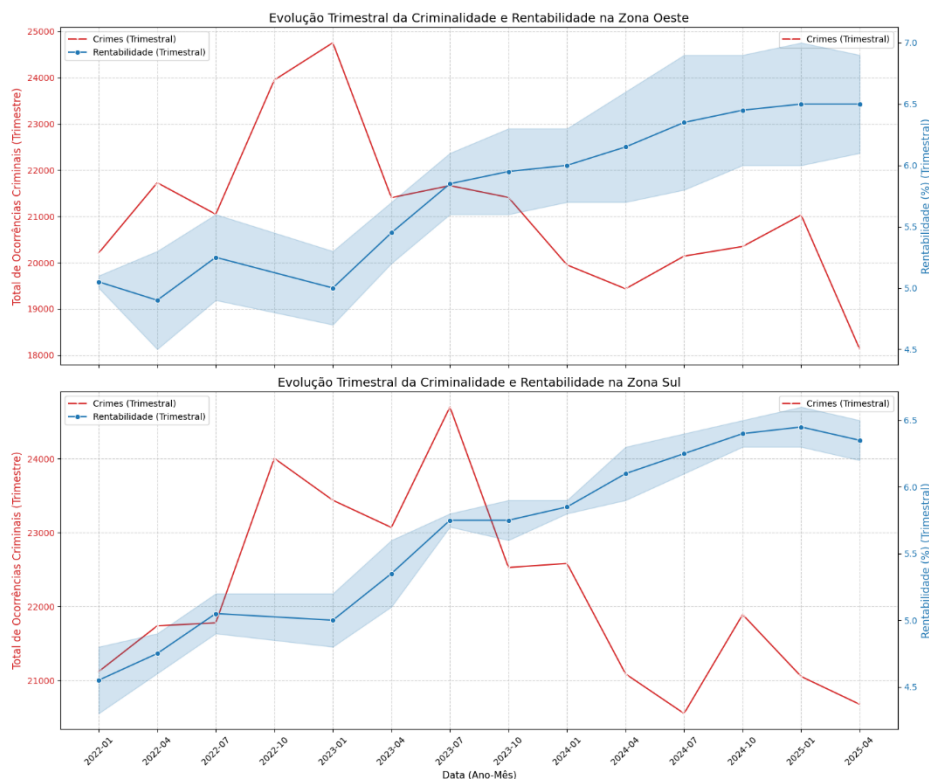 Evolução Trimestral da Criminalidade e Rentabilidade na Zona Oeste
Crimes (Trimestral)
Rentabilidade (Trimestral)
Crimes (Trimestral)
Total de Ocorrências Criminais (Trimestre)
25000
24000
23000
22000
21000
20000
19000
18000
Rentabilidade (%) (Trimestral)
7.0
6.5
6.0
5.5
5.0
4.5
Evolução Trimestral da Criminalidade e Rentabilidade na Zona Sul
Crimes (Trimestral)
Rentabilidade (Trimestral)
Crimes (Trimestral)
Total de Ocorrências Criminais (Trimestre)
24000
23000
22000
21000
Rentabilidade (%) (Trimestral)
6.5
6.0
5.5
5.0
4.5
2022-01
2022-04
2022-07
2022-10
2023-01
2023-04
2023-07
2023-10
2024-01
2024-04
2024-07
2024-10
2025-01
2025-04
Data (Ano-Mês)